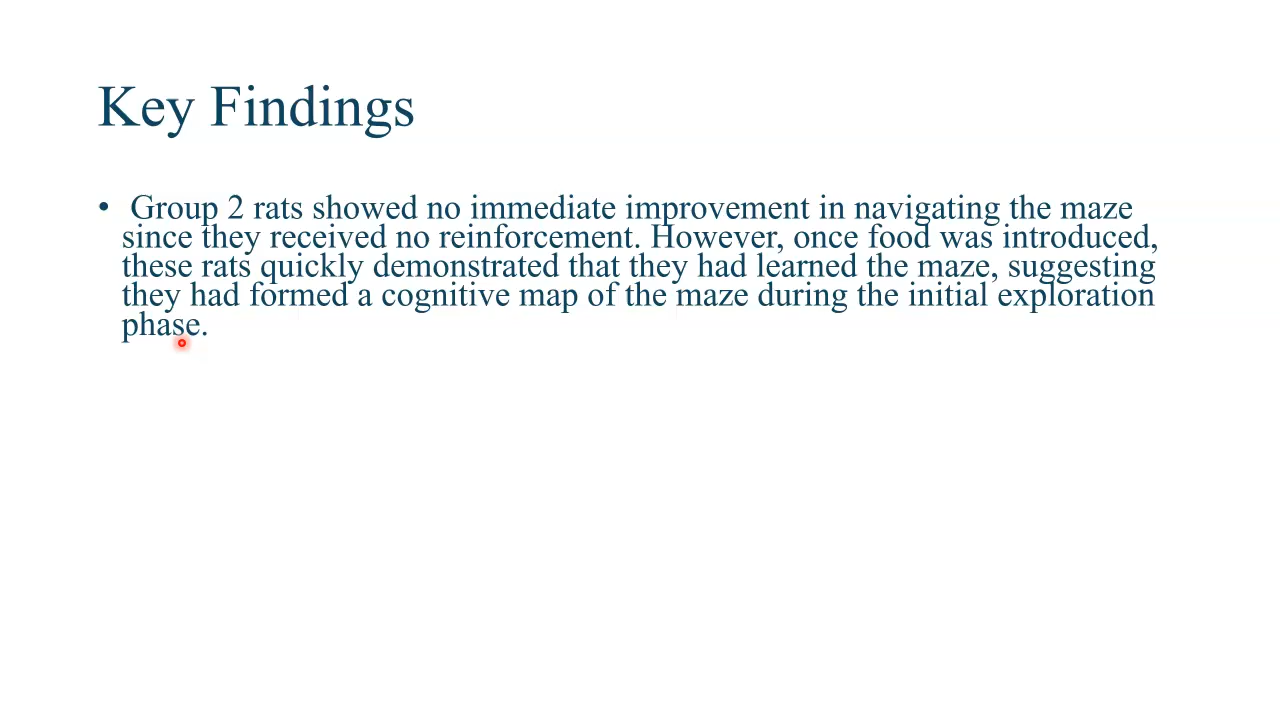 Key Findings
• Group 2 rats showed no immediate improvement in navigating the maze
since they received no reinforcement. However, once food was introduced,
these rats quickly demonstrated that they had learned the maze, suggesting
they had formed a cognitive map of the maze during the initial exploration
phase.